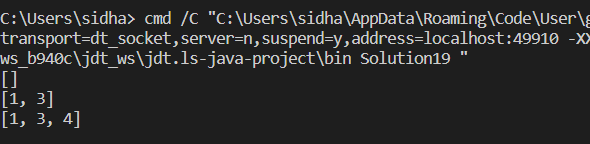 C:\Users\sidha> cmd /C "C:\Users\sidha\AppData\Roaming\Code\User\
transport=dt_socket,server=n,suspend=y,address=localhost:49910 -XX
ws_b940c\jdt_ws\jdt.ls-java-project\bin Solution19 "
[]
[1, 3]
[1, 3, 4]